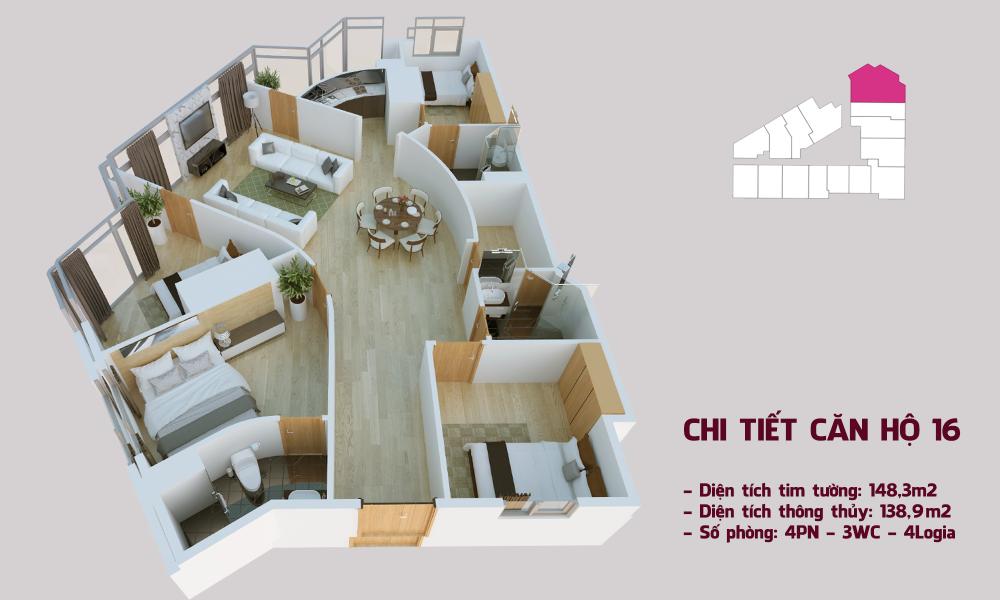 CHI TIẾT CĂN HỘ 16
- Diện tích tim tường: 148,3m2
- Diện tích thông thủy: 138,9m2
- Số phòng: 4PN - 3WC - 4Logia